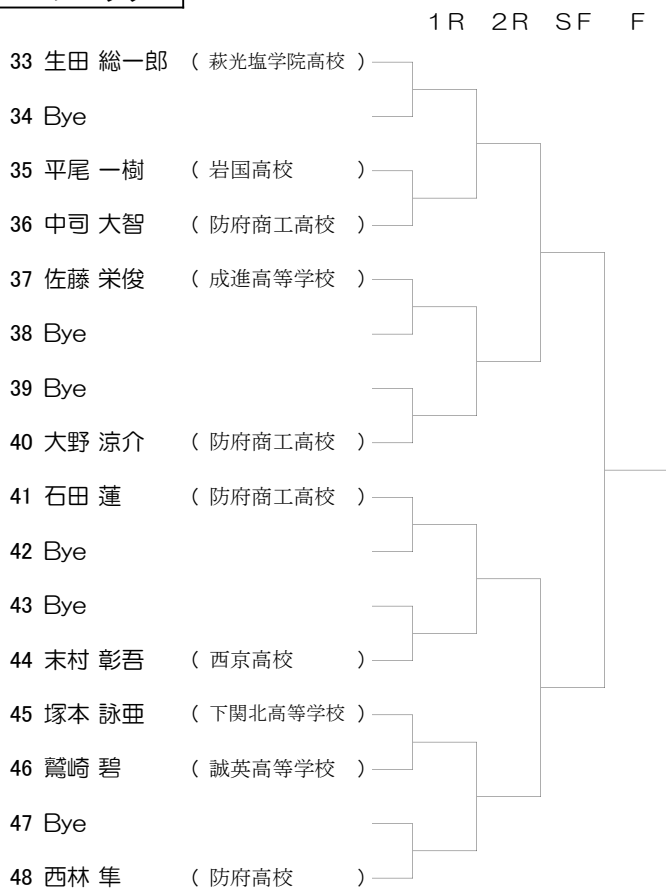 1R 2R SF F
33 生田 総一郎 ( 萩光塩学院高校 )
34 Bye
35 平尾 一樹 ( 岩国高校 )
36 中司 大智 ( 防府商工高校 )
37 佐藤 栄俊 ( 成進高等学校 )
38 Bye
39 Bye
40 大野 涼介 ( 防府商工高校 )
41 石田 蓮 ( 防府商工高校 )
42 Bye
43 Bye
44 末村 彰吾 ( 西京高校 )
45 塚本 詠亜 ( 下関北高等学校 )
46 鷲崎 碧 ( 誠英高等学校 )
47 Bye
48 西林 隼 ( 防府高校 )